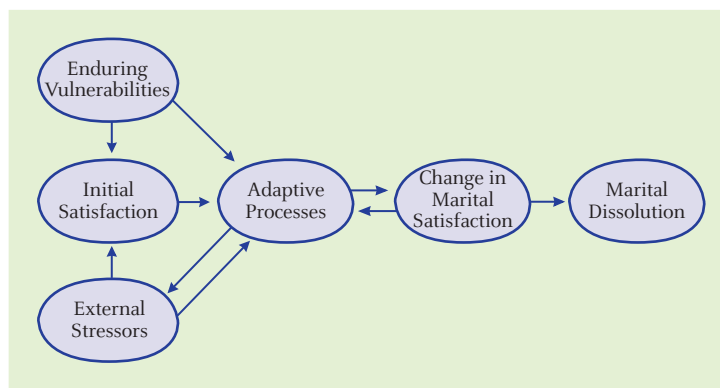 Enduring
Vulnerabilities
Initial
Satisfaction
External
Stressors
Adaptive
Processes
Change in
Marital
Satisfaction
Marital
Dissolution